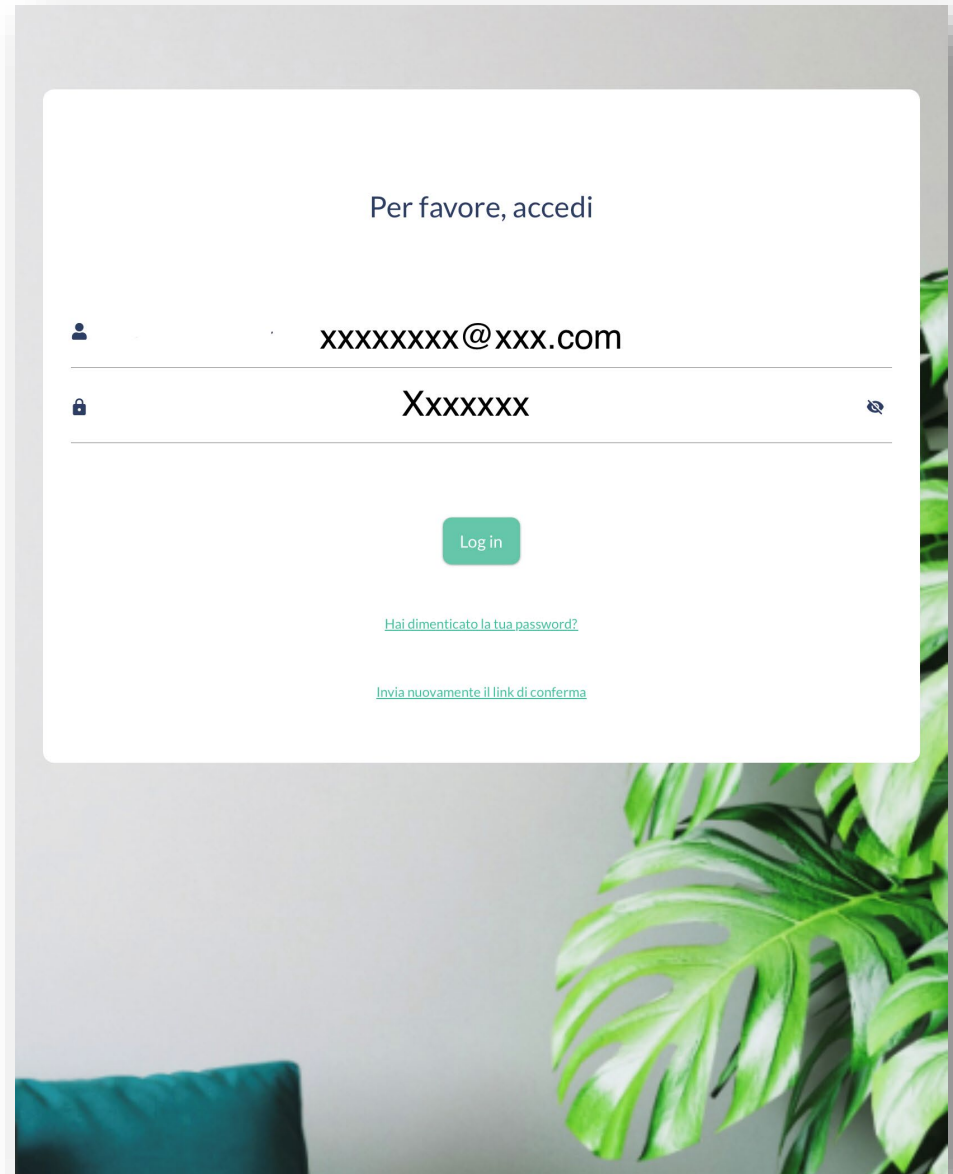 Per favore, accedi
xxxxxxxx@xxx.com
Xxxxxxx
Log in
Hai dimenticato la tua password?
Invia nuovamente il link di conferma